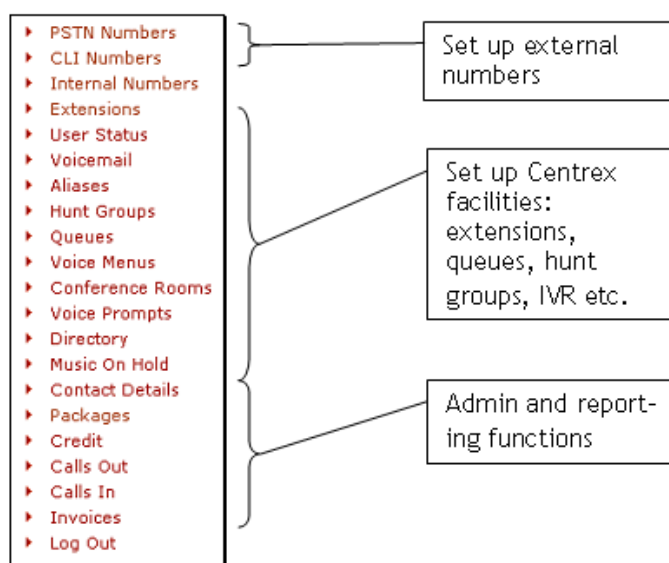 PSTN Numbers
CLI Numbers
Internal Numbers
Extensions
User Status
Voicemail
Aliases
Hunt Groups
Queues
Voice Menus
Conference Rooms
Voice Prompts
Directory
Music On Hold
Contact Details
Packages
Credit
Calls Out
Calls In
Invoices
Log Out
Set up external
numbers
Set up Centrex
facilities:
extensions,
queues, hunt
groups, IVR etc.
Admin and report-
ing functions